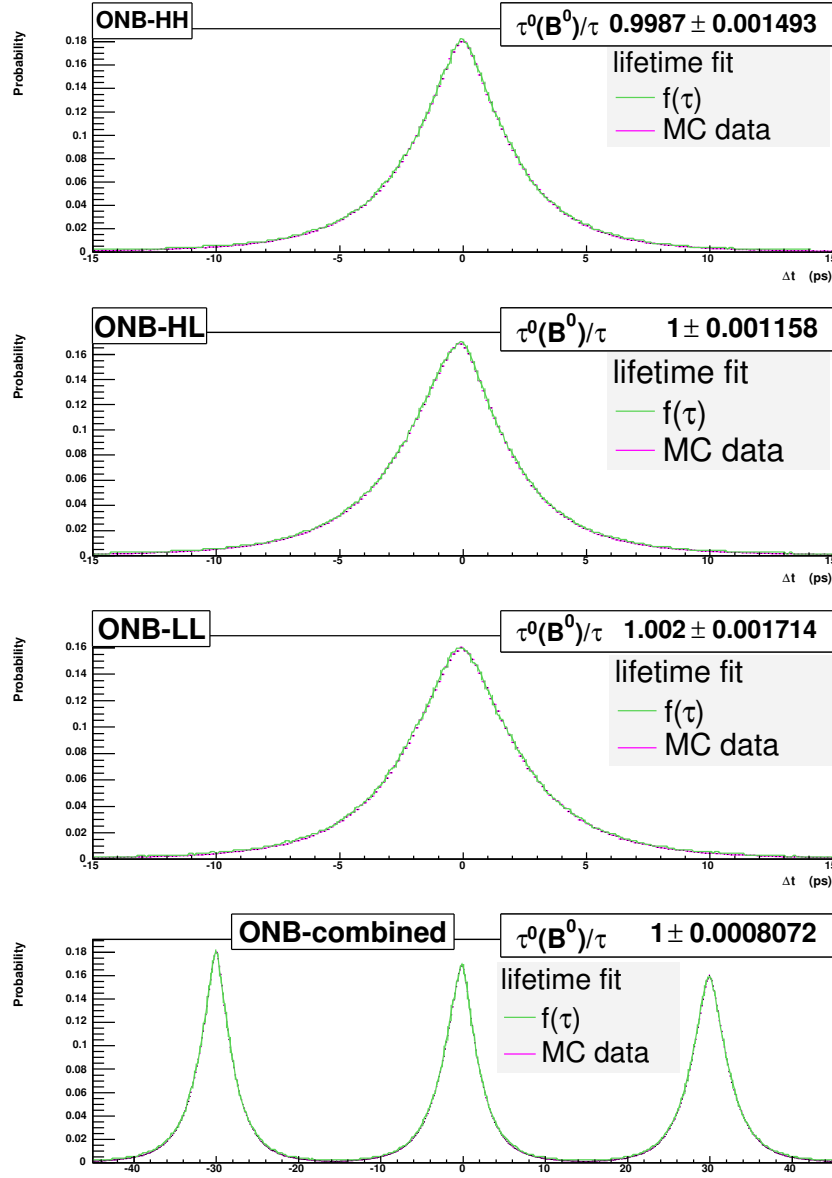 ONB-HH
τ⁰(B⁰)/τ 0.9987 ± 0.001493
lifetime fit
f(τ)
MC data
Probability
0.18
0.16
0.14
0.12
0.1
0.08
0.06
0.04
0.02
0
-15 -10 -5 0 5 10 15
Δt (ps)
ONB-HL
τ⁰(B⁰)/τ 1 ± 0.001158
lifetime fit
f(τ)
MC data
Probability
0.16
0.14
0.12
0.1
0.08
0.06
0.04
0.02
0
-15 -10 -5 0 5 10 15
Δt (ps)
ONB-LL
τ⁰(B⁰)/τ 1.002 ± 0.001714
lifetime fit
f(τ)
MC data
Probability
0.16
0.14
0.12
0.1
0.08
0.06
0.04
0.02
0
-15 -10 -5 0 5 10 15
Δt (ps)
ONB-combined
τ⁰(B⁰)/τ 1 ± 0.0008072
lifetime fit
f(τ)
MC data
Probability
0.18
0.16
0.14
0.12
0.1
0.08
0.06
0.04
0.02
0
-40 -30 -20 -10 0 10 20 30 40